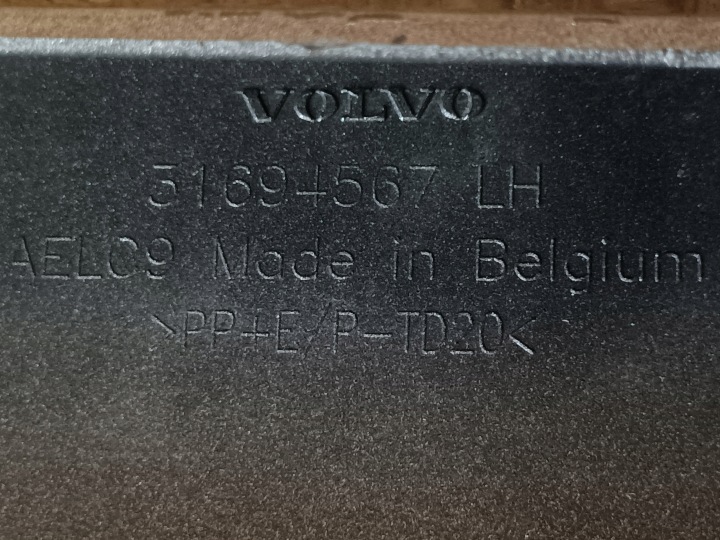 VOLVO
31694567 LH
AELC9 Made in Belgium
>PP+E/P-TD20<